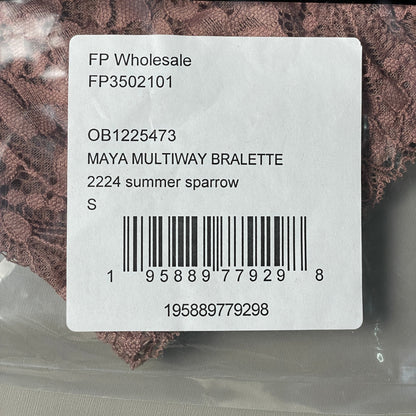 FP Wholesale
FP3502101
OB1225473
MAYA MULTIWAY BRALETTE
2224 summer sparrow
S
1 95889 77929 8
195889779298